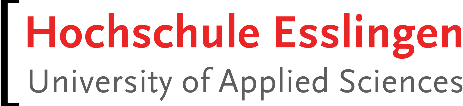 Hochschule Esslingen
University of Applied Sciences